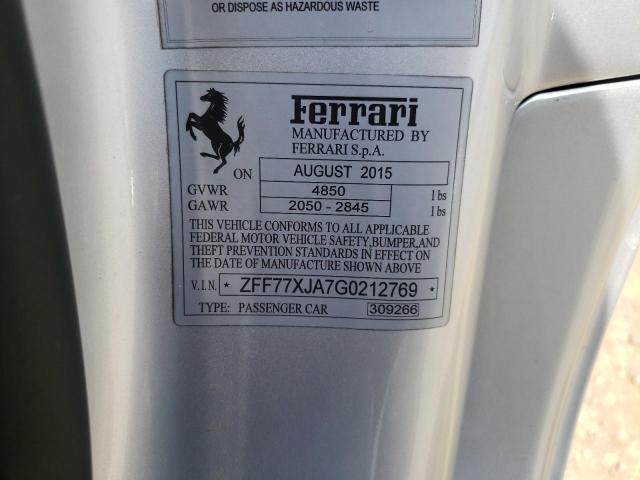 OR DISPOSE AS HAZARDOUS WASTE
Ferrari
MANUFACTURED BY
FERRARI S.p.A.
ON AUGUST 2015
GVWR 4850 lbs
GAWR 2050 - 2845 lbs
THIS VEHICLE CONFORMS TO ALL APPLICABLE
FEDERAL MOTOR VEHICLE SAFETY,BUMPER,AND
THEFT PREVENTION STANDARDS IN EFFECT ON
THE DATE OF MANUFACTURE SHOWN ABOVE
V.I.N. * ZFF77XJA7G0212769 *
TYPE: PASSENGER CAR 309266